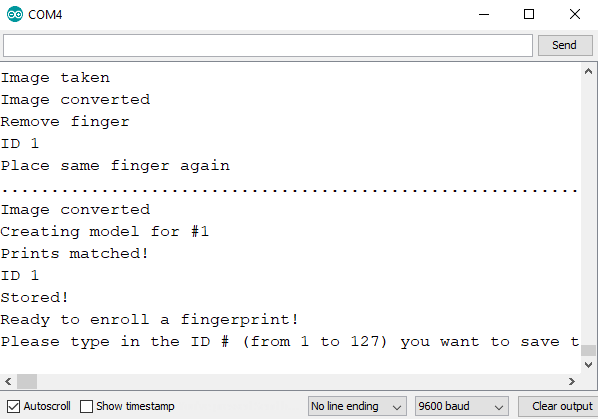 COM4
Send
Image taken
Image converted
Remove finger
ID 1
Place same finger again
..........................................................
Image converted
Creating model for #1
Prints matched!
ID 1
Stored!
Ready to enroll a fingerprint!
Please type in the ID # (from 1 to 127) you want to save t
Autoscroll Show timestamp No line ending 9600 baud Clear output